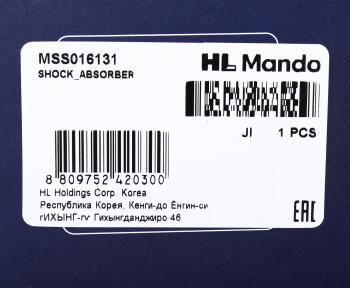 MSS016131
SHOCK_ABSORBER
HL Mando
JI 1 PCS
8 809752 420300
HL Holdings Corp. Korea
Республика Корея, Кенги-до Ёнгин-си
гИХЫНГ-гу Гихынгданджиро 46
EAC